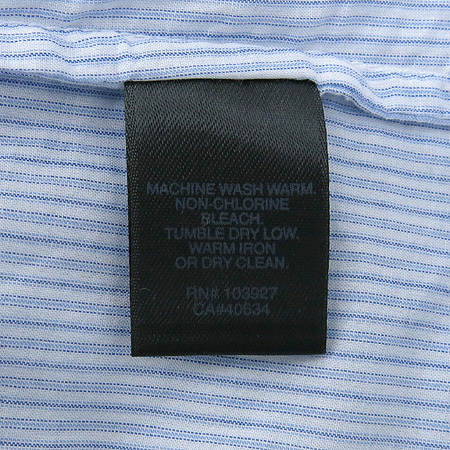 MACHINE WASH WARM.
NON-CHLORINE
BLEACH.
TUMBLE DRY LOW.
WARM IRON
OR DRY CLEAN.
RN# 103927
CA#40634